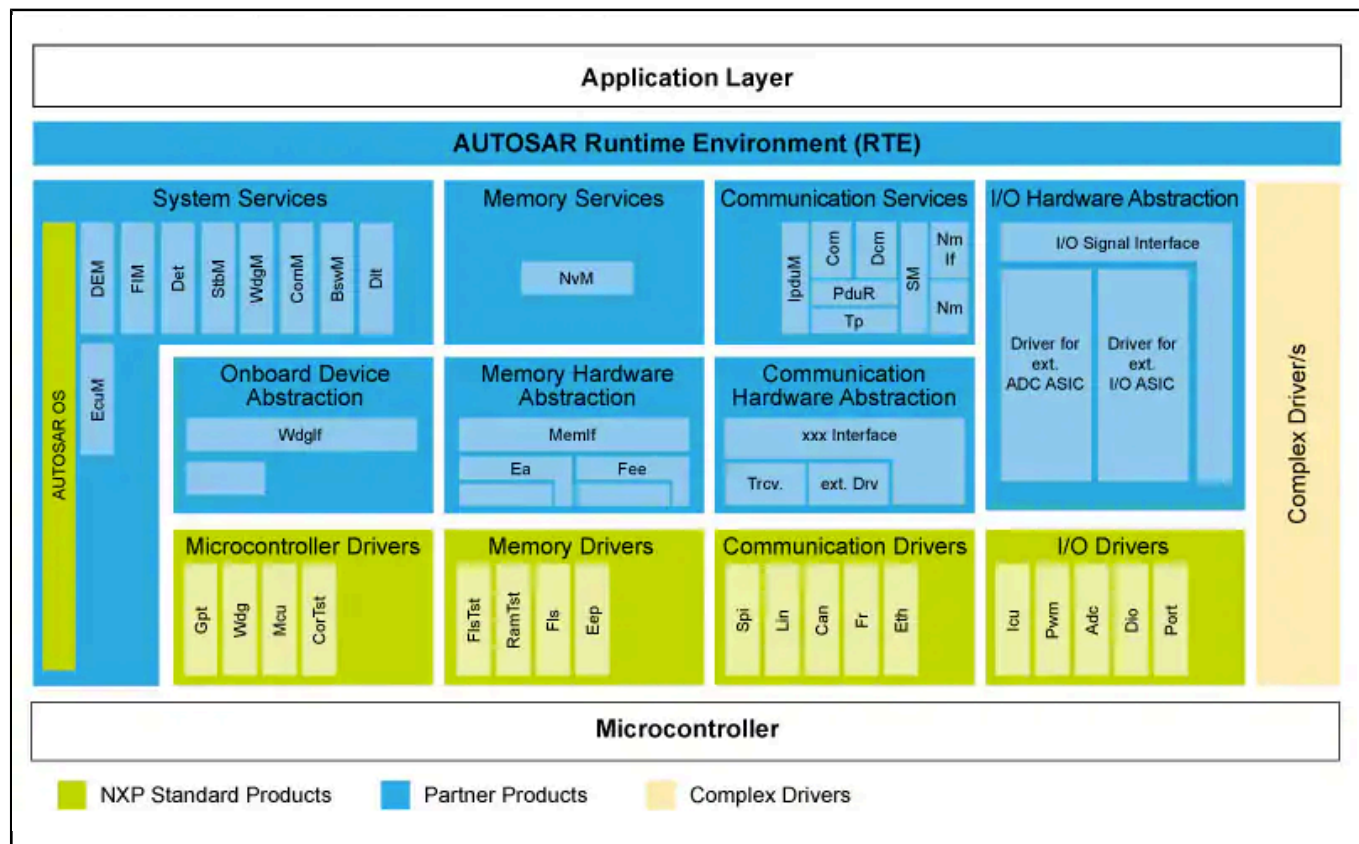 Application Layer
AUTOSAR Runtime Environment (RTE)
System Services
AUTOSAR OS
DEM
FIM
Det
StbM
WdgM
ComM
BswM
Dlt
EcuM
Memory Services
NvM
Communication Services
IpduM
Com
Dcm
PduR
Tp
SM
Nm
If
Nm
I/O Hardware Abstraction
I/O Signal Interface
Driver for
ext.
ADC ASIC
Driver for
ext.
I/O ASIC
Complex Driver/s
Onboard Device
Abstraction
WdgIf
Memory Hardware
Abstraction
MemIf
Ea
Fee
Communication
Hardware Abstraction
xxx Interface
Trcv.
ext. Drv
Microcontroller Drivers
Gpt
Wdg
Mcu
CorTst
Memory Drivers
FlsTst
RamTst
Fls
Eep
Communication Drivers
Spi
Lin
Can
Fr
Eth
I/O Drivers
Icu
Pwm
Adc
Dio
Port
Microcontroller
NXP Standard Products
Partner Products
Complex Drivers